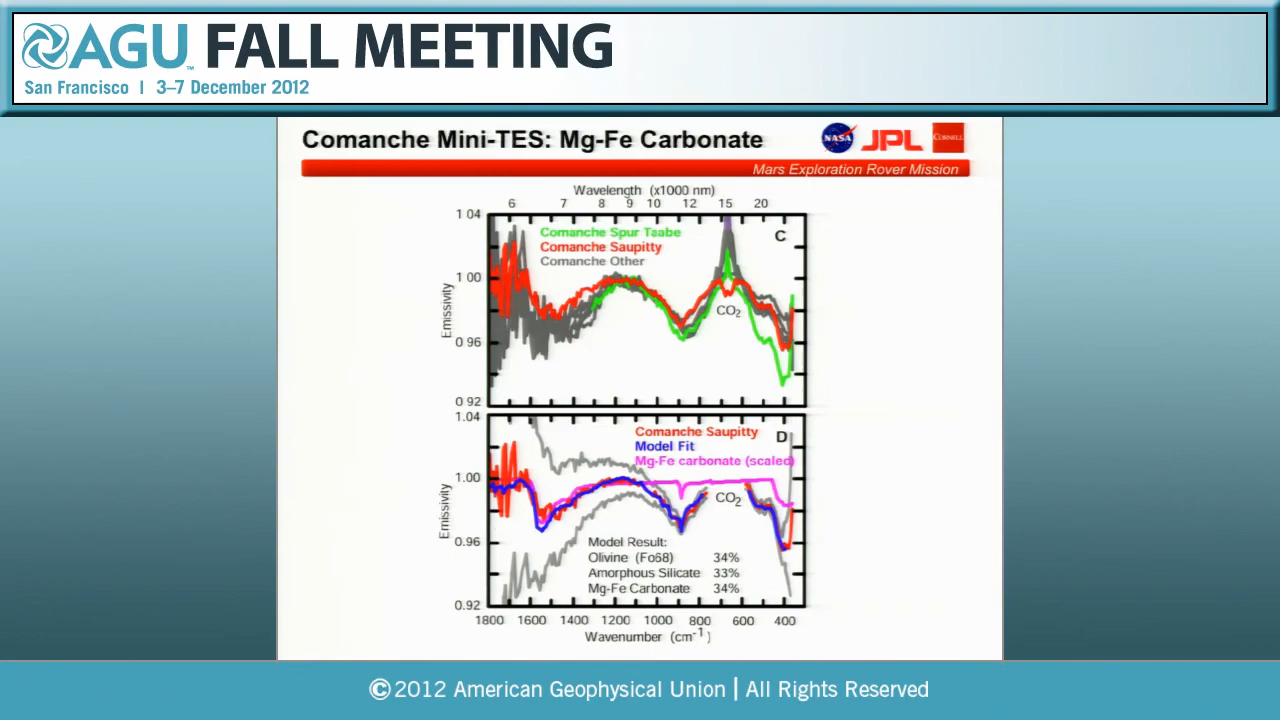 AGU™ FALL MEETING
San Francisco | 3–7 December 2012
Comanche Mini-TES: Mg-Fe Carbonate
NASA JPL CORNELL
Mars Exploration Rover Mission
Wavelength (x1000 nm)
6 7 8 9 10 12 15 20
1 04
1 00
0 96
0 92
Emissivity
Comanche Spur Taabe
Comanche Saupitty
Comanche Other
C
CO2
1.04
1.00
0.96
0.92
Emissivity
Comanche Saupitty
Model Fit
Mg-Fe carbonate (scaled)
D
CO2
Model Result:
Olivine (Fo68) 34%
Amorphous Silicate 33%
Mg-Fe Carbonate 34%
1800 1600 1400 1200 1000 800 600 400
Wavenumber (cm-1)
©2012 American Geophysical Union | All Rights Reserved